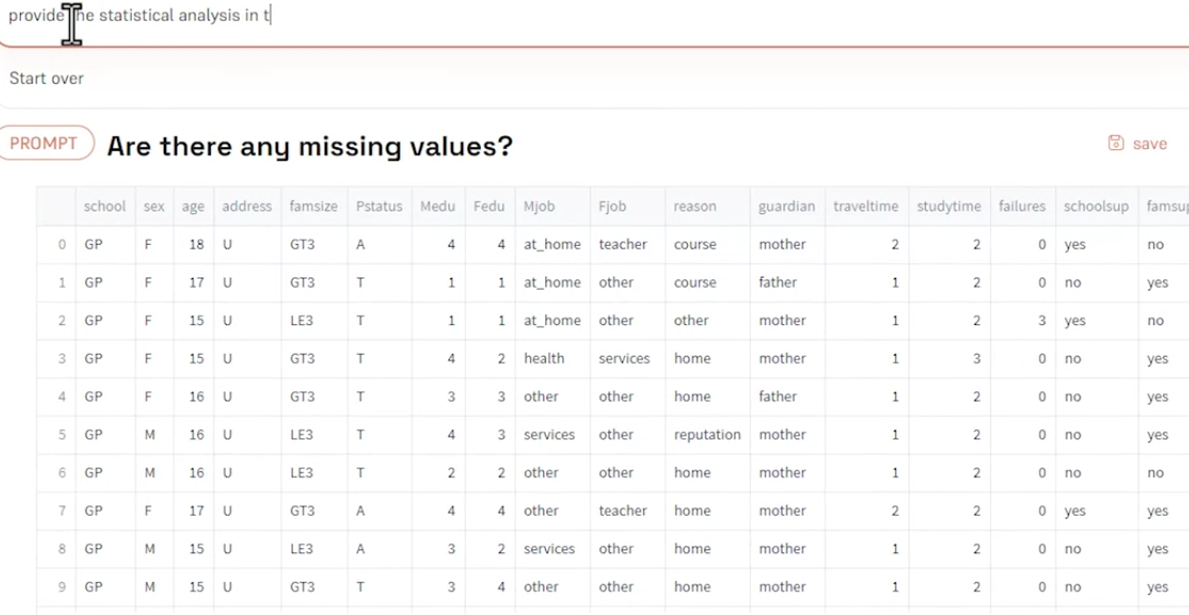 provide the statistical analysis in t
Start over
PROMPT Are there any missing values? save
school sex age address famsize Pstatus Medu Fedu Mjob Fjob reason guardian traveltime studytime failures schoolsup famsup
0 GP F 18 U GT3 A 4 4 at_home teacher course mother 2 2 0 yes no
1 GP F 17 U GT3 T 1 1 at_home other course father 1 2 0 no yes
2 GP F 15 U LE3 T 1 1 at_home other other mother 1 2 3 yes no
3 GP F 15 U GT3 T 4 2 health services home mother 1 3 0 no yes
4 GP F 16 U GT3 T 3 3 other other home father 1 2 0 no yes
5 GP M 16 U LE3 T 4 3 services other reputation mother 1 2 0 no yes
6 GP M 16 U LE3 T 2 2 other other home mother 1 2 0 no no
7 GP F 17 U GT3 A 4 4 other teacher home mother 2 2 0 yes yes
8 GP M 15 U LE3 A 3 2 services other home mother 1 2 0 no yes
9 GP M 15 U GT3 T 3 4 other other home mother 1 2 0 no yes